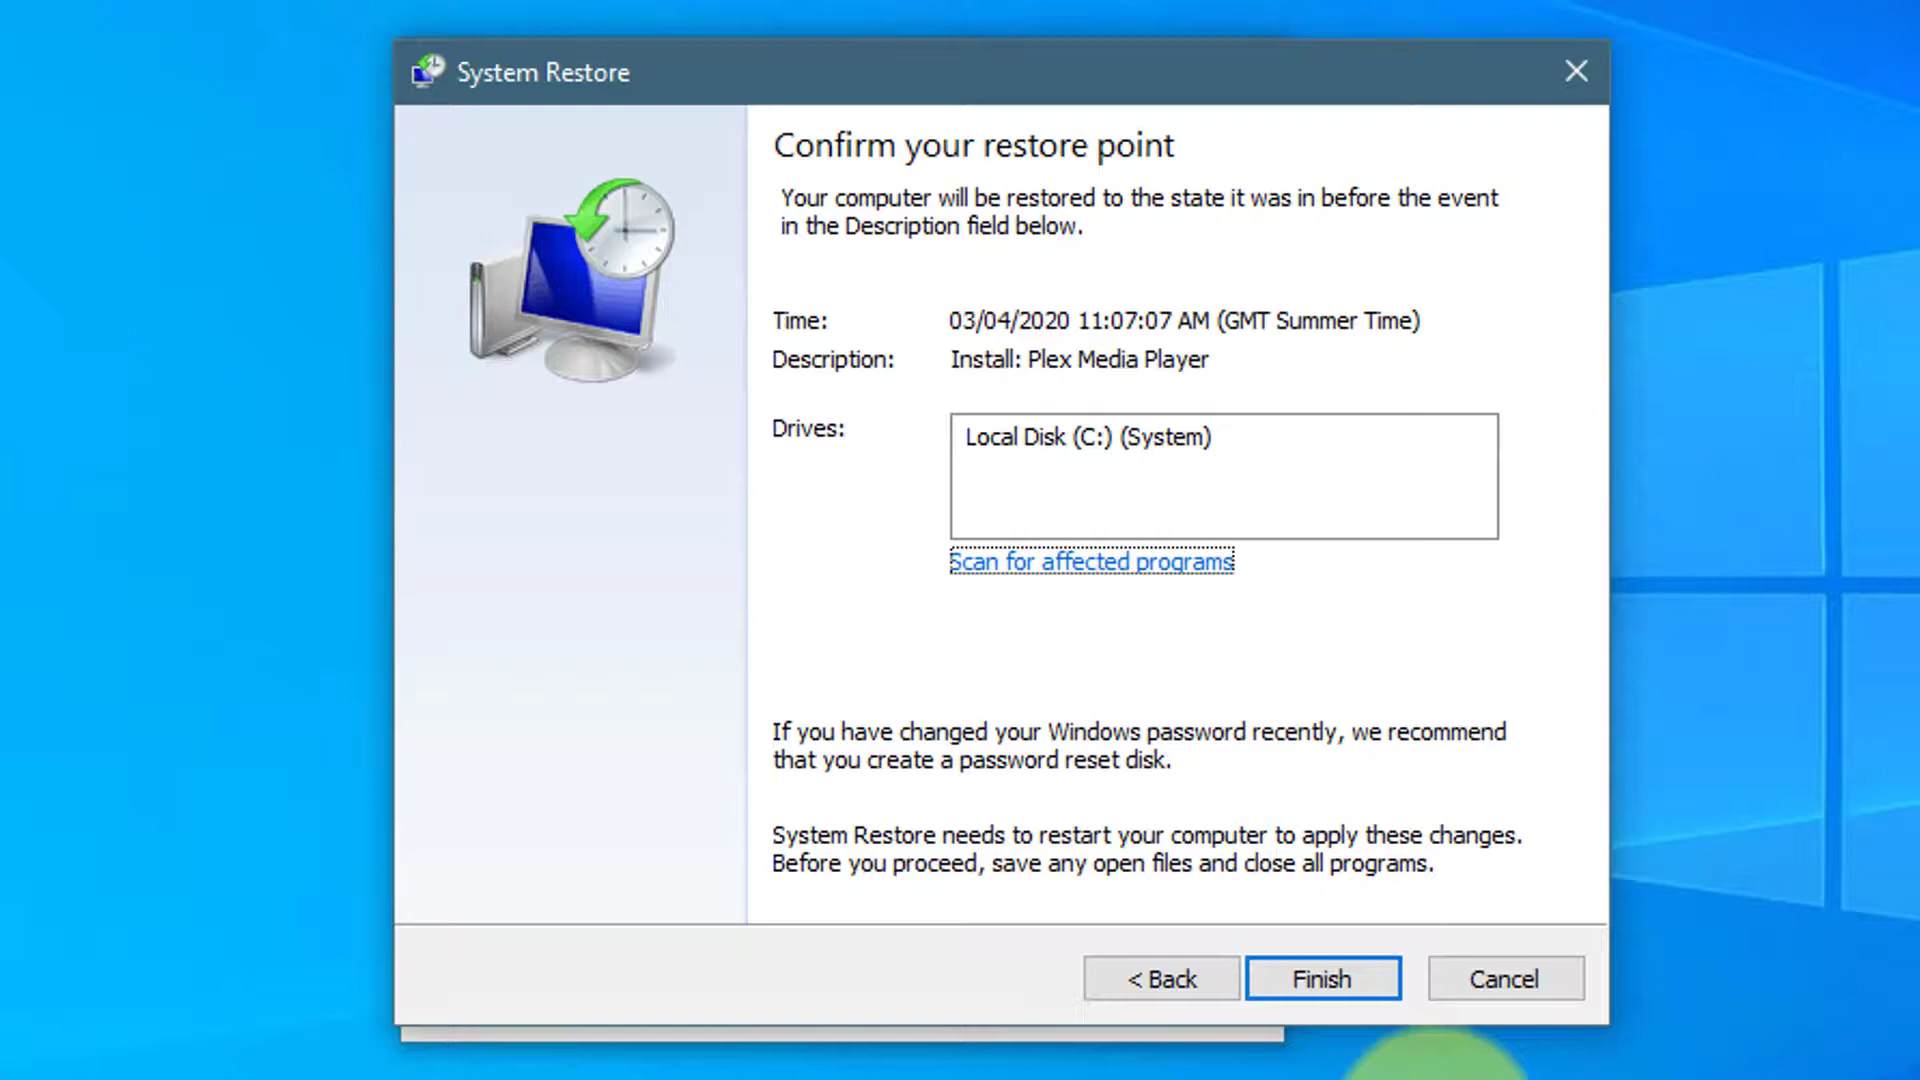 System Restore
Confirm your restore point
Your computer will be restored to the state it was in before the event
in the Description field below.
Time: 03/04/2020 11:07:07 AM (GMT Summer Time)
Description: Install: Plex Media Player
Drives: Local Disk (C:) (System)
Scan for affected programs
If you have changed your Windows password recently, we recommend
that you create a password reset disk.
System Restore needs to restart your computer to apply these changes.
Before you proceed, save any open files and close all programs.
< Back Finish Cancel